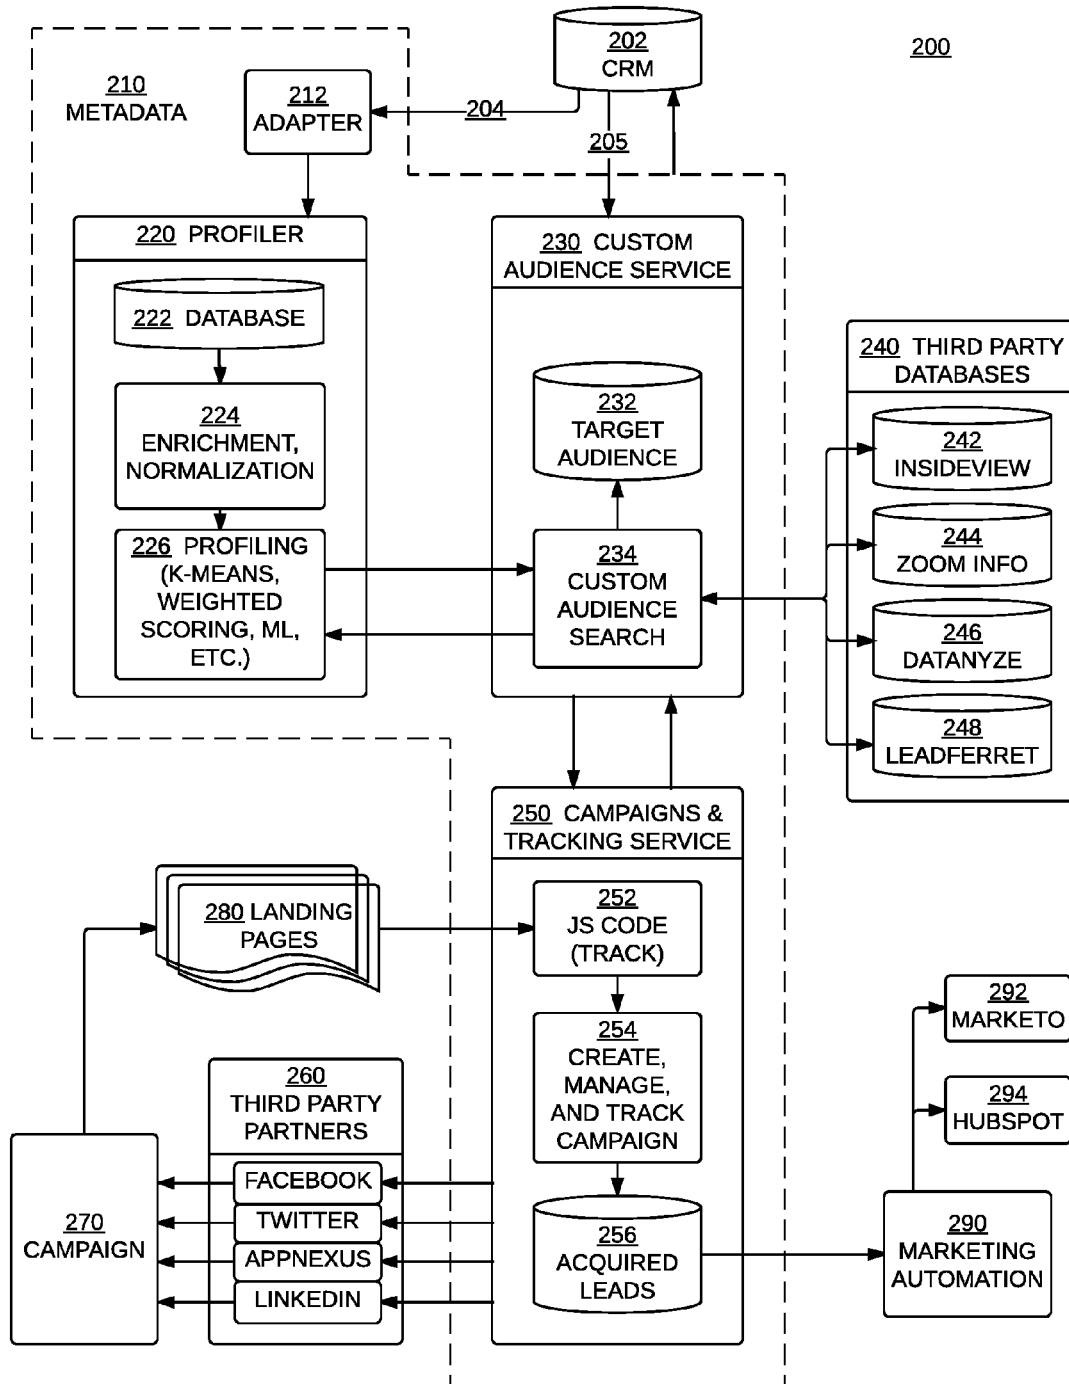 202
CRM
200
210
METADATA
212
ADAPTER
204
205
220 PROFILER
230 CUSTOM
AUDIENCE SERVICE
222 DATABASE
240 THIRD PARTY
DATABASES
232
TARGET
AUDIENCE
224
ENRICHMENT,
NORMALIZATION
242
INSIDEVIEW
226 PROFILING
(K-MEANS,
WEIGHTED
SCORING, ML,
ETC.)
234
CUSTOM
AUDIENCE
SEARCH
244
ZOOM INFO
246
DATANYZE
248
LEADFERRET
250 CAMPAIGNS &
TRACKING SERVICE
280 LANDING
PAGES
252
JS CODE
(TRACK)
292
MARKETO
254
CREATE,
MANAGE,
AND TRACK
CAMPAIGN
260
THIRD PARTY
PARTNERS
294
HUBSPOT
FACEBOOK
TWITTER
APPNEXUS
LINKEDIN
270
CAMPAIGN
256
ACQUIRED
LEADS
290
MARKETING
AUTOMATION